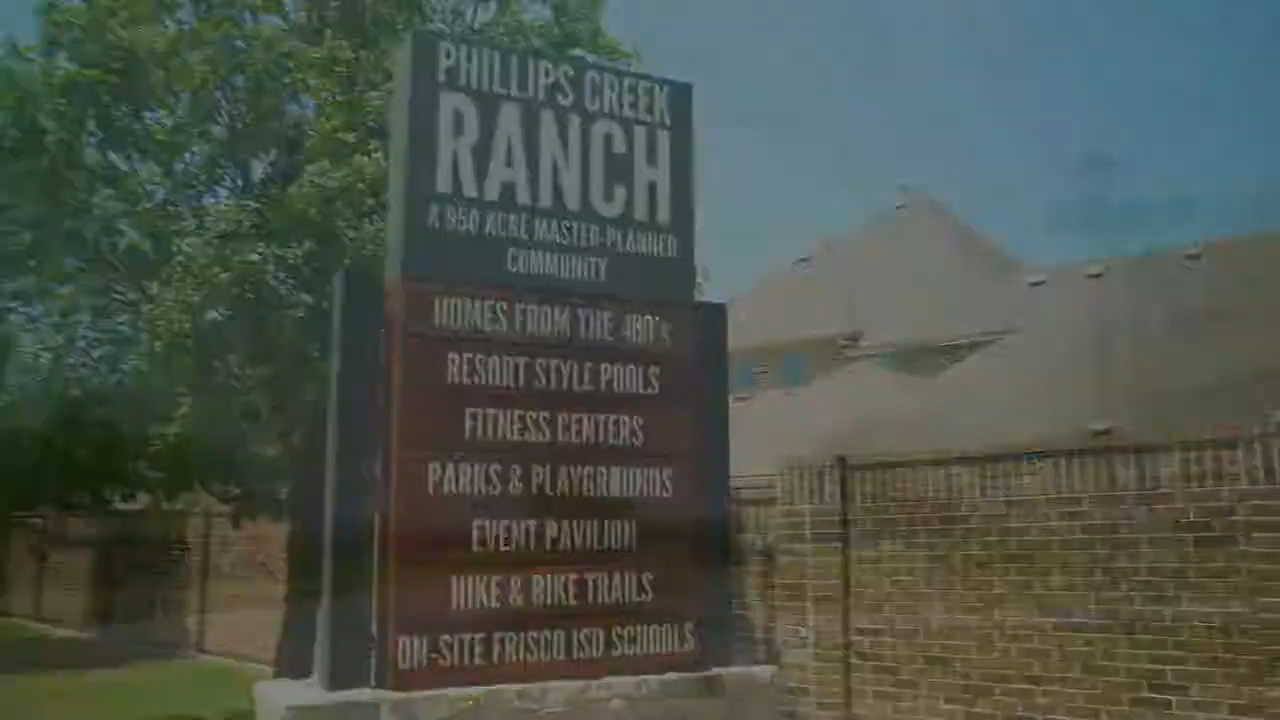 PHILLIPS CREEK
RANCH
A 950 ACRE MASTER-PLANNED
COMMUNITY
HOMES FROM THE 480's
RESORT STYLE POOLS
FITNESS CENTERS
PARKS & PLAYGROUNDS
EVENT PAVILION
HIKE & BIKE TRAILS
ON-SITE FRISCO ISD SCHOOLS